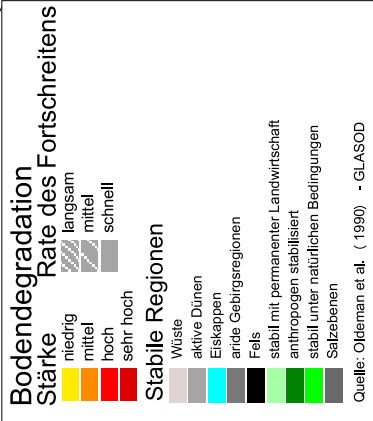 Bodendegradation
Stärke Rate des Fortschreitens
niedrig langsam
mittel mittel
hoch schnell
sehr hoch
Stabile Regionen
Wüste
aktive Dünen
Eiskappen
aride Gebirgsregionen
Fels
stabil mit permanenter Landwirtschaft
anthropogen stabilisiert
stabil unter natürlichen Bedingungen
Salzebenen
Quelle: Oldeman et al. ( 1990) - GLASOD